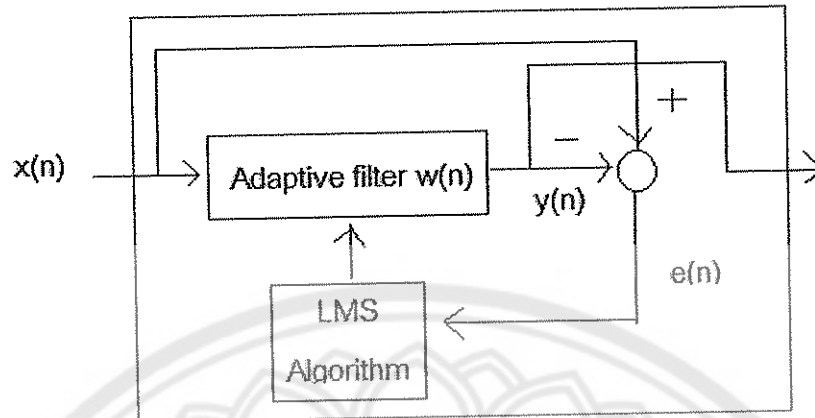 x(n)
Adaptive filter w(n)
−
+
y(n)
e(n)
LMS
Algorithm